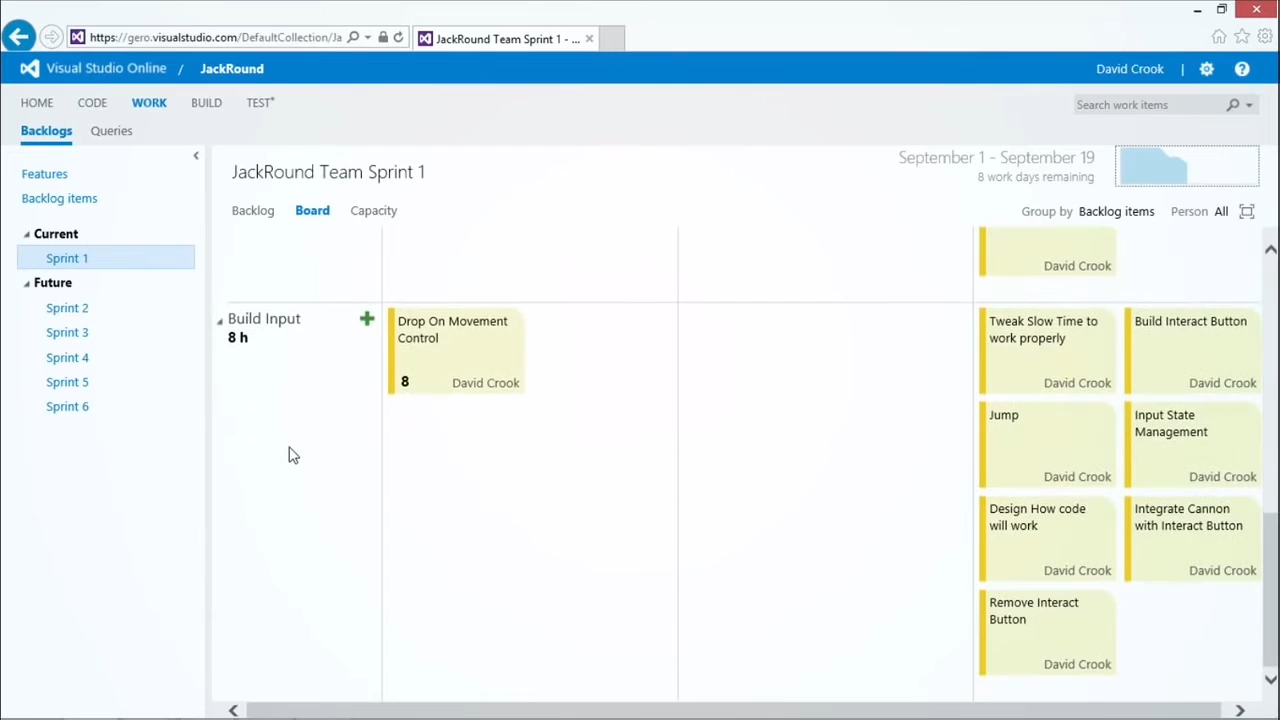 https://gero.visualstudio.com/DefaultCollection/Ja
JackRound Team Sprint 1 - ...
Visual Studio Online / JackRound
David Crook
HOME CODE WORK BUILD TEST*
Search work items
Backlogs Queries
Features
Backlog items
Current
Sprint 1
Future
Sprint 2
Sprint 3
Sprint 4
Sprint 5
Sprint 6
JackRound Team Sprint 1
September 1 - September 19
8 work days remaining
Backlog Board Capacity
Group by Backlog items Person All
David Crook
Build Input
8 h
Drop On Movement
Control
8 David Crook
Tweak Slow Time to
work properly
David Crook
Build Interact Button
David Crook
Jump
David Crook
Input State
Management
David Crook
Design How code
will work
David Crook
Integrate Cannon
with Interact Button
David Crook
Remove Interact
Button
David Crook